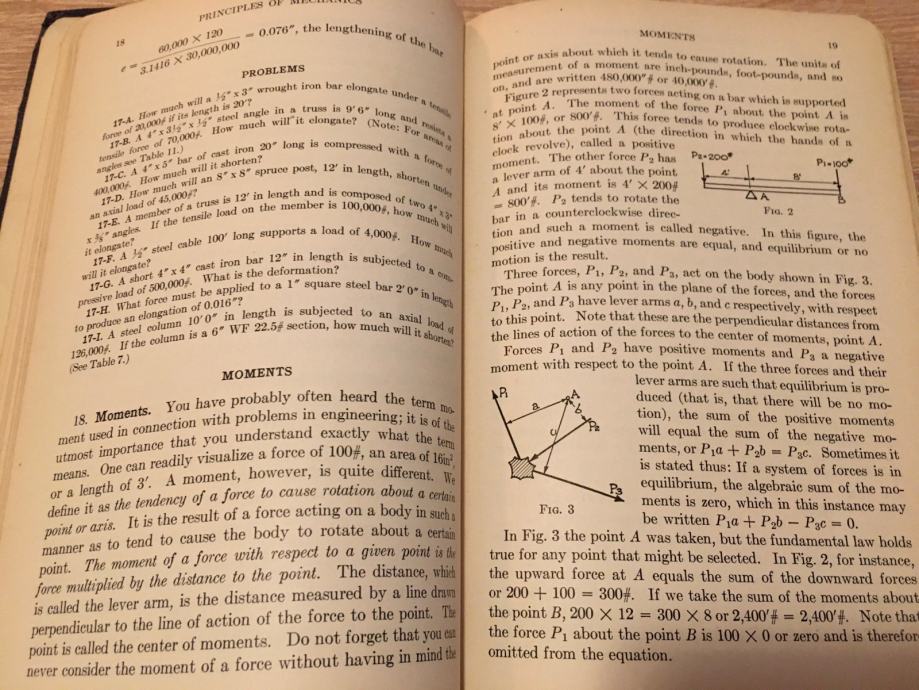 18
PRINCIPLES OF MECHANICS
e = 60,000 × 120 / 3.1416 × 30,000,000 = 0.076″, the lengthening of the bar
PROBLEMS
17-A. How much will a ½″ x 3″ wrought iron bar elongate under a tensile
force of 20,000# if its length is 20′?
17-B. A 4″ x 3½″ x ½″ steel angle in a truss is 9′6″ long and resists a
tensile force of 70,000#. How much will it elongate? (Note: For areas of
angles see Table 11.)
17-C. A 4″ x 5″ bar of cast iron 20″ long is compressed with a force of
400,000#. How much will it shorten?
17-D. How much will an 8″ x 8″ spruce post, 12′ in length, shorten under
an axial load of 45,000#?
17-E. A member of a truss is 12′ in length and is composed of two 4″ x 3″
x ⅜″ angles. If the tensile load on the member is 100,000#, how much will
it elongate?
17-F. A ½″ steel cable 100′ long supports a load of 4,000#. How much
will it elongate?
17-G. A short 4″ x 4″ cast iron bar 12″ in length is subjected to a com-
pressive load of 500,000#. What is the deformation?
17-H. What force must be applied to a 1″ square steel bar 2′ 0″ in length
to produce an elongation of 0.016″?
17-I. A steel column 10′ 0″ in length is subjected to an axial load of
126,000#. If the column is a 6″ WF 22.5# section, how much will it shorten?
(See Table 7.)
MOMENTS
18. Moments. You have probably often heard the term mo-
ment used in connection with problems in engineering; it is of the
utmost importance that you understand exactly what the term
means. One can readily visualize a force of 100#, an area of 16in²,
or a length of 3′. A moment, however, is quite different. We
define it as the tendency of a force to cause rotation about a certain
point or axis. It is the result of a force acting on a body in such a
manner as to tend to cause the body to rotate about a certain
point. The moment of a force with respect to a given point is the
force multiplied by the distance to the point. The distance, which
is called the lever arm, is the distance measured by a line drawn
perpendicular to the line of action of the force to the point. The
point is called the center of moments. Do not forget that you can
never consider the moment of a force without having in mind the
MOMENTS
19
point or axis about which it tends to cause rotation. The units of
measurement of a moment are inch-pounds, foot-pounds, and so
on, and are written 480,000″# or 40,000′#.
Figure 2 represents two forces acting on a bar which is supported
at point A. The moment of the force P₁ about the point A is
8′ × 100#, or 800′#. This force tends to produce clockwise rota-
tion about the point A (the direction in which the hands of a
clock revolve), called a positive
moment. The other force P₂ has
a lever arm of 4′ about the point
A and its moment is 4′ × 200#
= 800′#. P₂ tends to rotate the
bar in a counterclockwise direc-
P₂=200#
P₁=100#
4′
8′
A
B
FIG. 2
tion and such a moment is called negative. In this figure, the
positive and negative moments are equal, and equilibrium or no
motion is the result.
Three forces, P₁, P₂, and P₃, act on the body shown in Fig. 3.
The point A is any point in the plane of the forces, and the forces
P₁, P₂, and P₃ have lever arms a, b, and c respectively, with respect
to this point. Note that these are the perpendicular distances from
the lines of action of the forces to the center of moments, point A.
Forces P₁ and P₂ have positive moments and P₃ a negative
moment with respect to the point A. If the three forces and their
lever arms are such that equilibrium is pro-
duced (that is, that there will be no mo-
tion), the sum of the positive moments
will equal the sum of the negative mo-
ments, or P₁a + P₂b = P₃c. Sometimes it
is stated thus: If a system of forces is in
equilibrium, the algebraic sum of the mo-
ments is zero, which in this instance may
be written P₁a + P₂b − P₃c = 0.
P₁
a
A
b
c
P₂
P₃
FIG. 3
In Fig. 3 the point A was taken, but the fundamental law holds
true for any point that might be selected. In Fig. 2, for instance,
the upward force at A equals the sum of the downward forces
or 200 + 100 = 300#. If we take the sum of the moments about
the point B, 200 × 12 = 300 × 8 or 2,400′# = 2,400′#. Note that
the force P₁ about the point B is 100 × 0 or zero and is therefor
omitted from the equation.